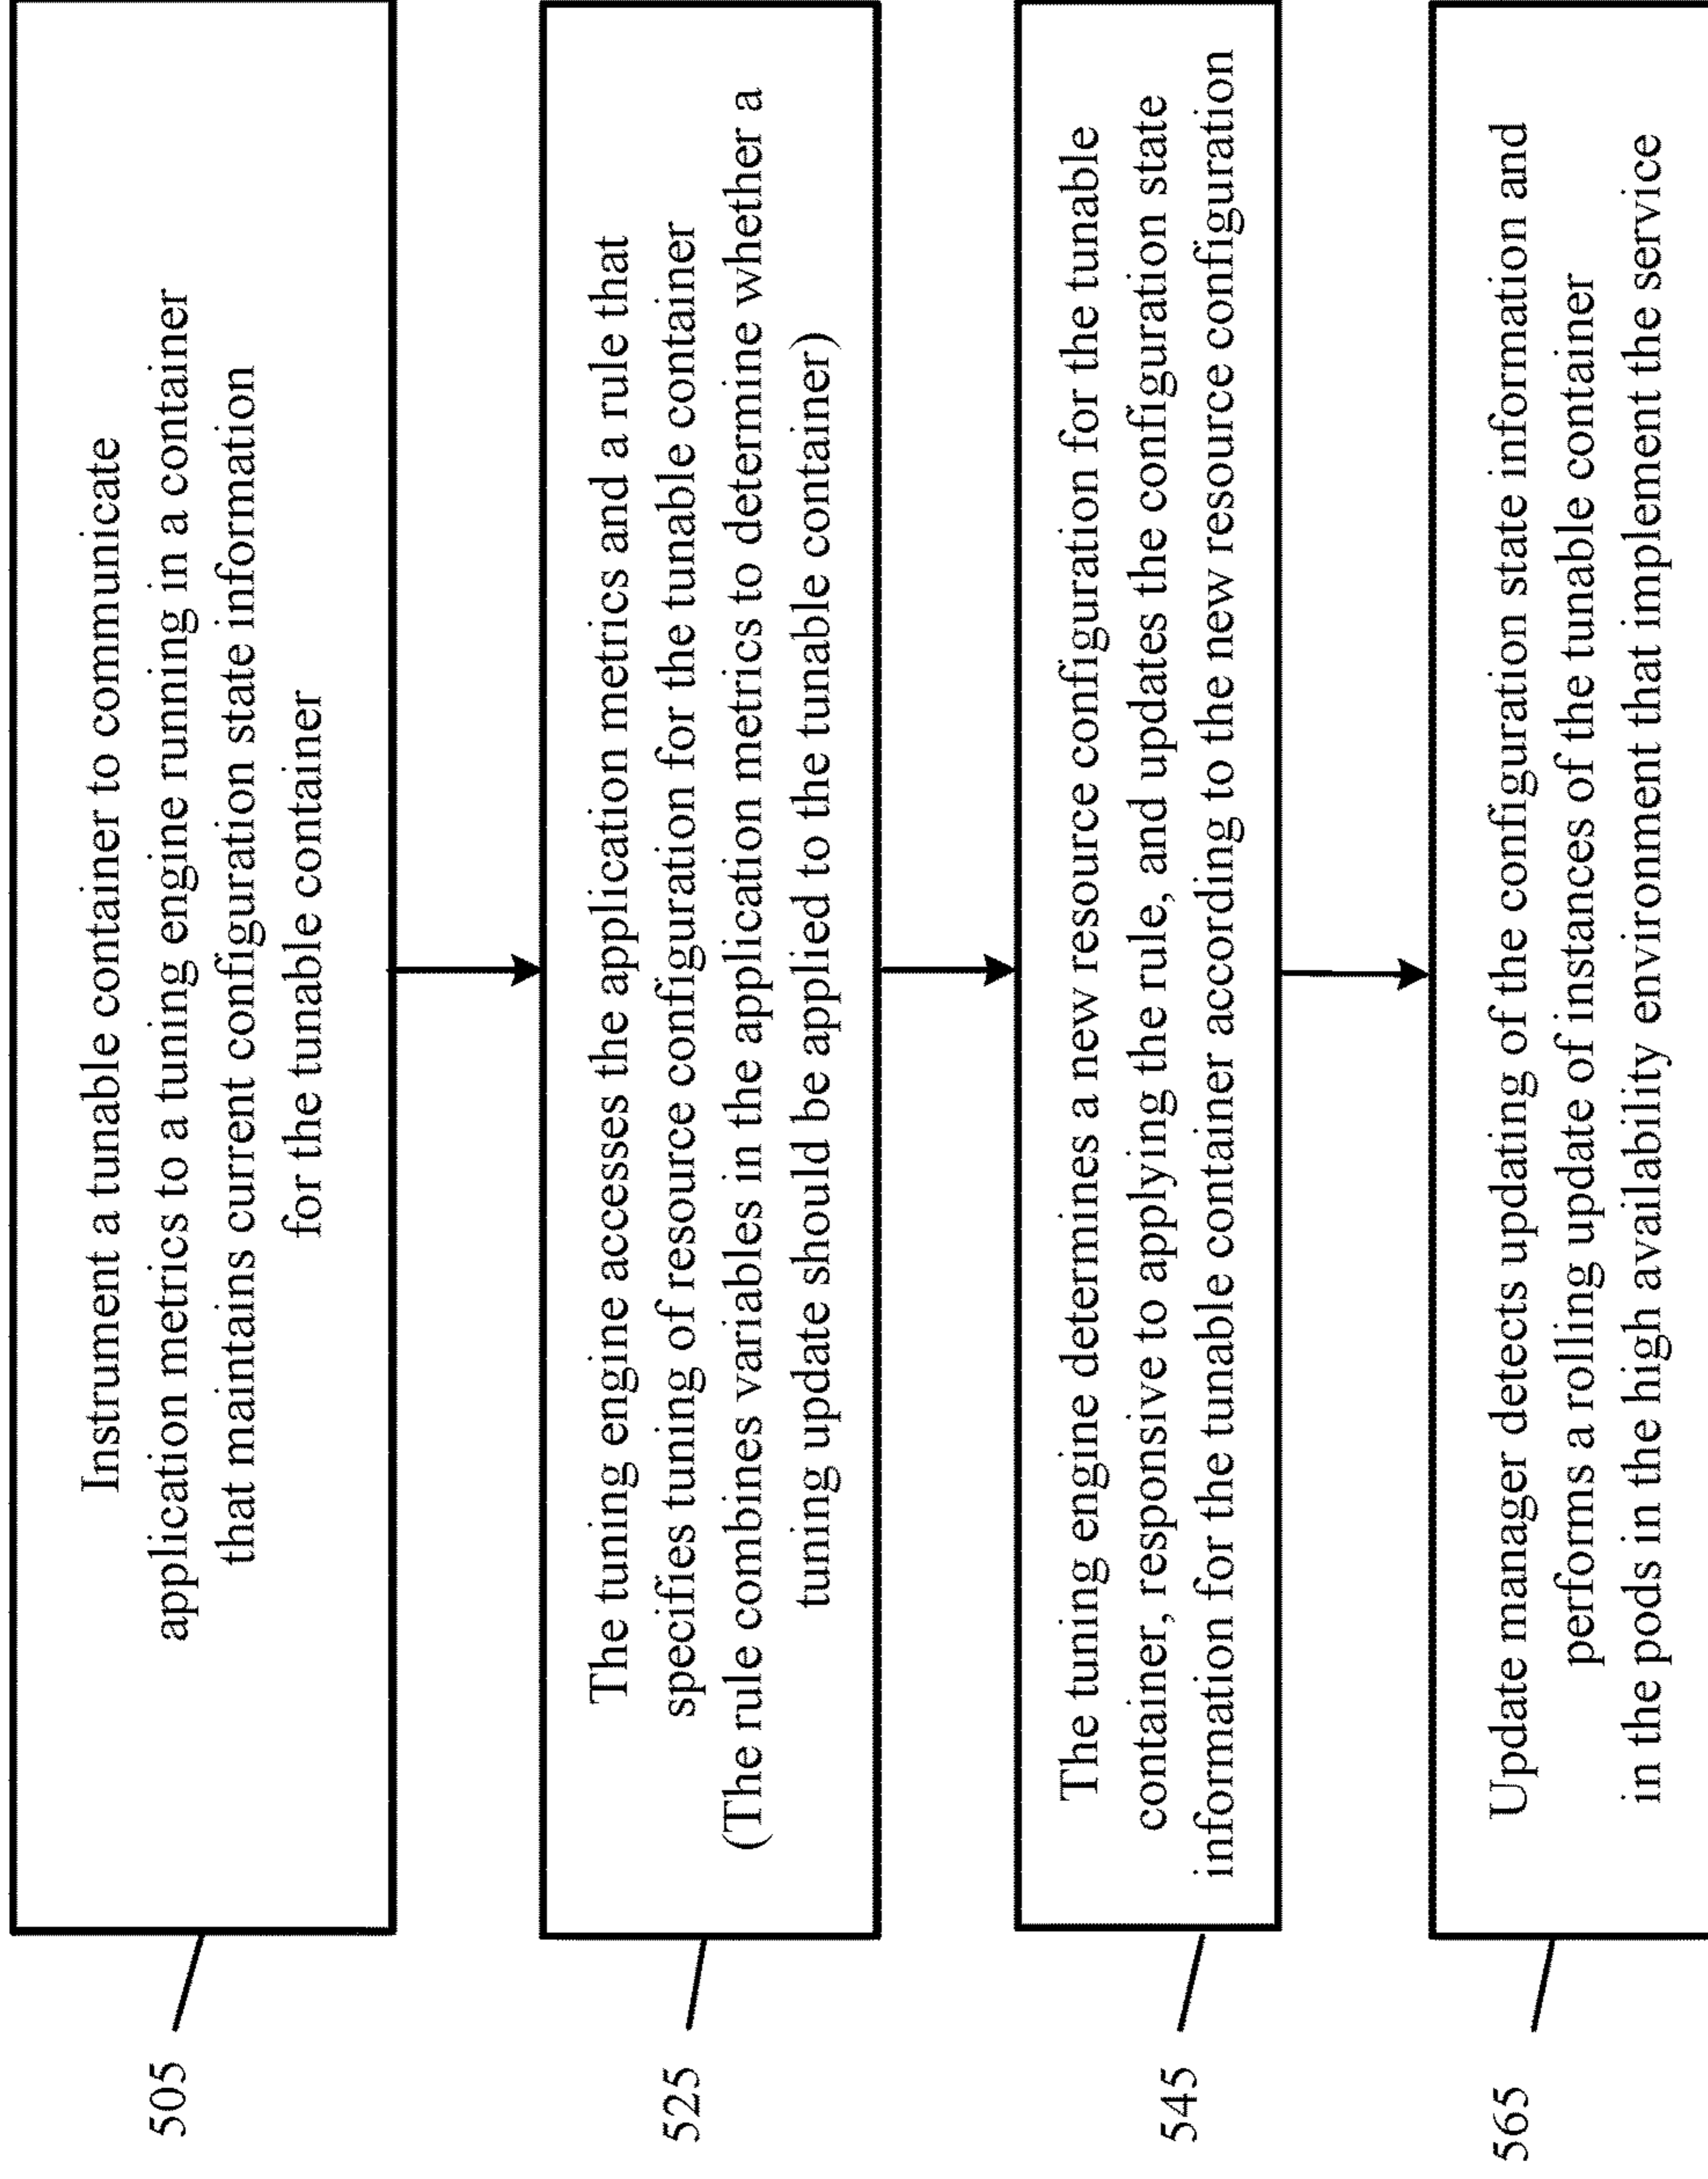 505
Instrument a tunable container to communicate
application metrics to a tuning engine running in a container
that maintains current configuration state information
for the tunable container
525
The tuning engine accesses the application metrics and a rule that
specifies tuning of resource configuration for the tunable container
(The rule combines variables in the application metrics to determine whether a
tuning update should be applied to the tunable container)
545
The tuning engine determines a new resource configuration for the tunable
container, responsive to applying the rule, and updates the configuration state
information for the tunable container according to the new resource configuration
565
Update manager detects updating of the configuration state information and
performs a rolling update of instances of the tunable container
in the pods in the high availability environment that implement the service